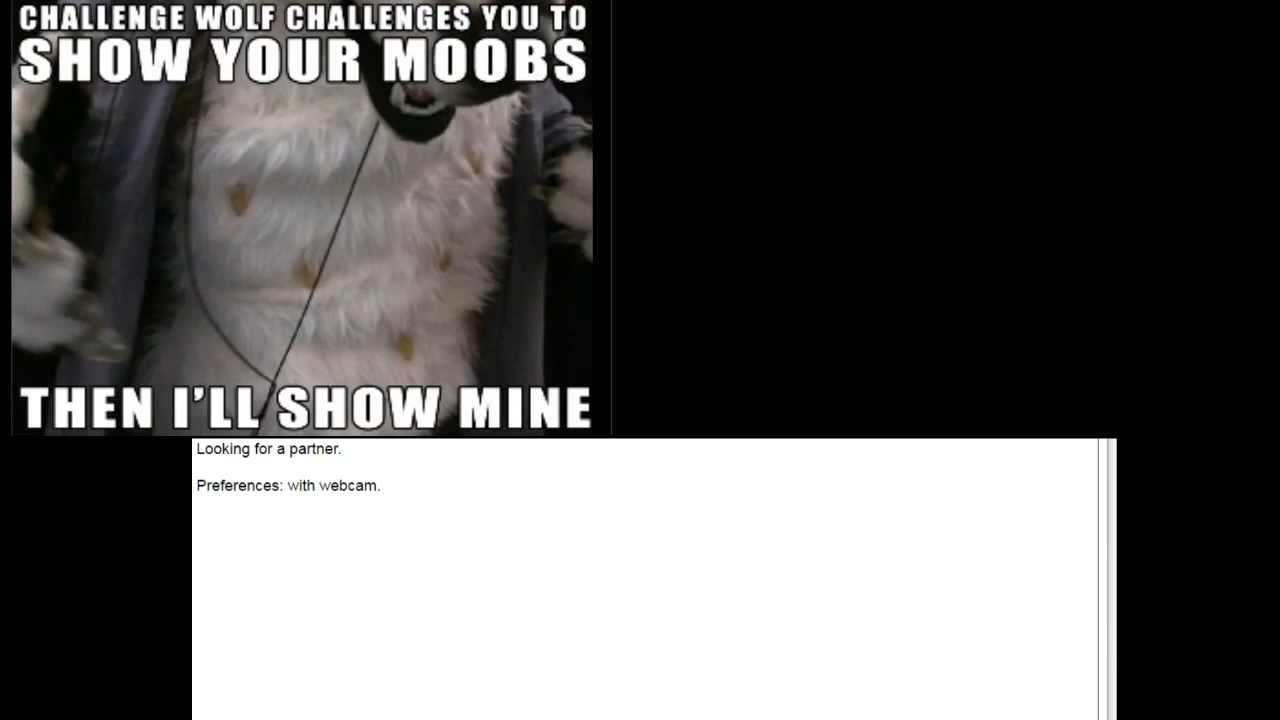 CHALLENGE WOLF CHALLENGES YOU TO
SHOW YOUR MOOBS
THEN I'LL SHOW MINE
Looking for a partner.
Preferences: with webcam.